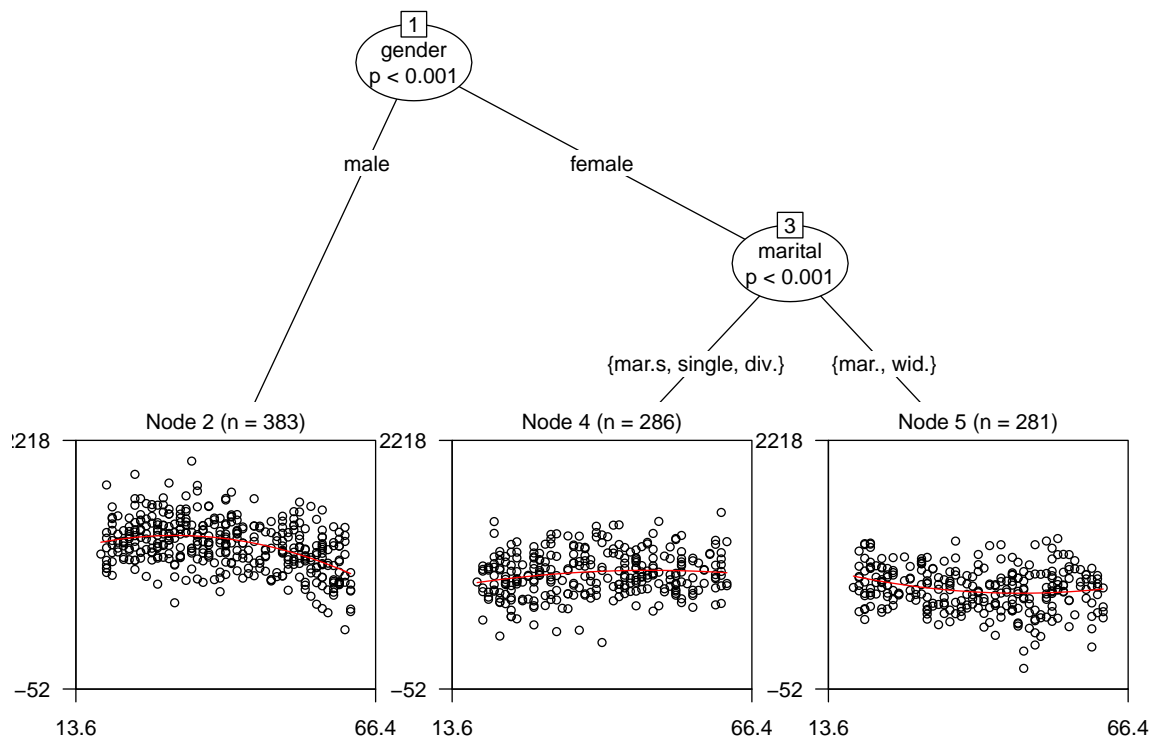 1
gender
p < 0.001
male
female
3
marital
p < 0.001
{mar.s, single, div.}
{mar., wid.}
Node 2 (n = 383)
Node 4 (n = 286)
Node 5 (n = 281)
2218
2218
2218
−52
−52
−52
13.6
66.4
13.6
66.4
13.6
66.4